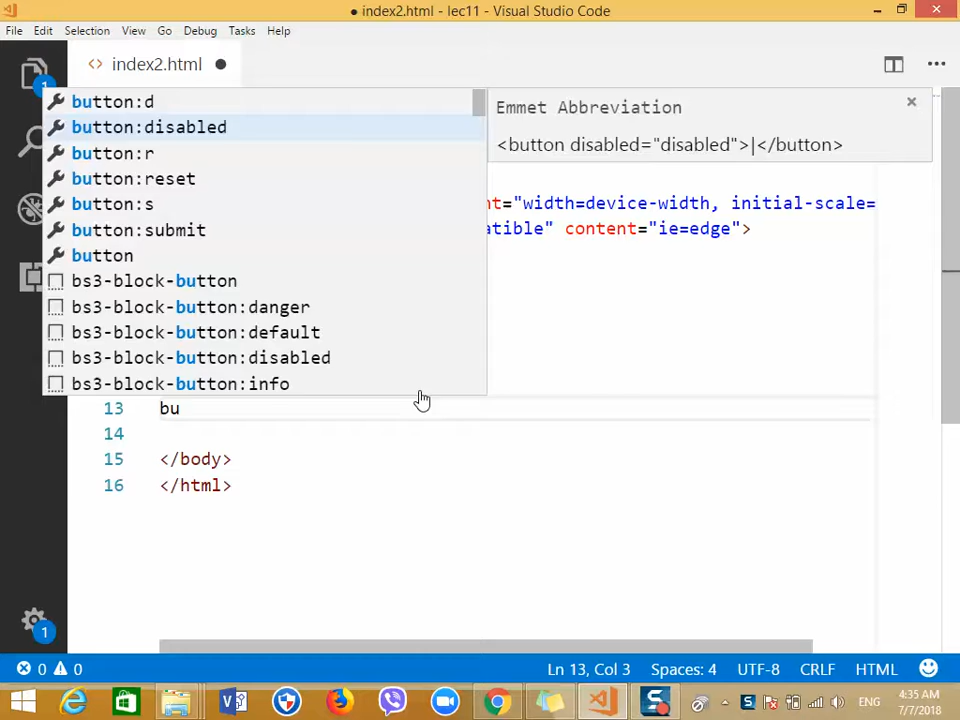 ● index2.html - lec11 - Visual Studio Code
File Edit Selection View Go Debug Tasks Help
<> index2.html ●
button:d
button:disabled
button:r
button:reset
button:s
button:submit
button
bs3-block-button
bs3-block-button:danger
bs3-block-button:default
bs3-block-button:disabled
bs3-block-button:info
Emmet Abbreviation
<button disabled="disabled">|</button>
nt="width=device-width, initial-scale=
atible" content="ie=edge">
13 bu
14
15 </body>
16 </html>
1
1
0 0 Ln 13, Col 3 Spaces: 4 UTF-8 CRLF HTML
ENG
4:35 AM
7/7/2018